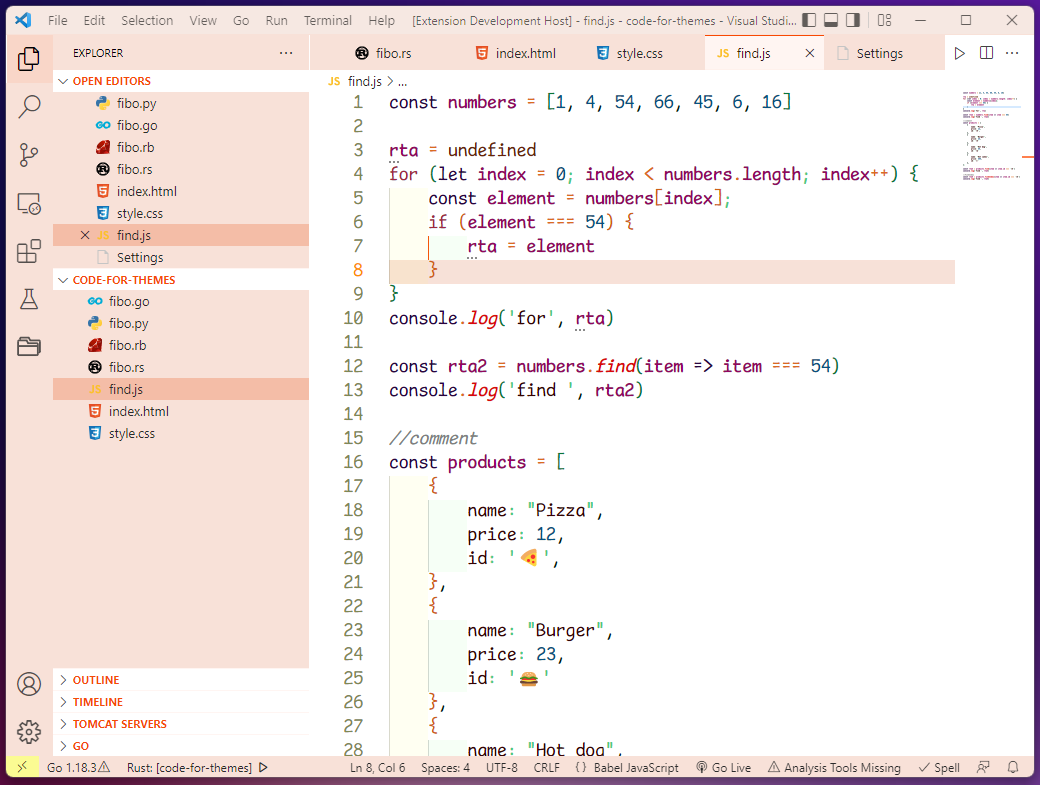 File Edit Selection View Go Run Terminal Help [Extension Development Host] - find.js - code-for-themes - Visual Studi...
EXPLORER
fibo.rs
index.html
style.css
JS find.js
Settings
OPEN EDITORS
fibo.py
fibo.go
fibo.rb
fibo.rs
index.html
style.css
JS find.js
Settings
CODE-FOR-THEMES
fibo.go
fibo.py
fibo.rb
fibo.rs
JS find.js
index.html
style.css
OUTLINE
TIMELINE
TOMCAT SERVERS
GO
JS find.js > ...
1 const numbers = [1, 4, 54, 66, 45, 6, 16]
2
3 rta = undefined
4 for (let index = 0; index < numbers.length; index++) {
5 const element = numbers[index];
6 if (element === 54) {
7 rta = element
8 }
9 }
10 console.log('for', rta)
11
12 const rta2 = numbers.find(item => item === 54)
13 console.log('find ', rta2)
14
15 //comment
16 const products = [
17 {
18 name: "Pizza",
19 price: 12,
20 id: '🍕',
21 },
22 {
23 name: "Burger",
24 price: 23,
25 id: '🍔'
26 },
27 {
28 name: "Hot dog",
Go 1.18.3 Rust: [code-for-themes] Ln 8, Col 6 Spaces: 4 UTF-8 CRLF {} Babel JavaScript Go Live Analysis Tools Missing Spell